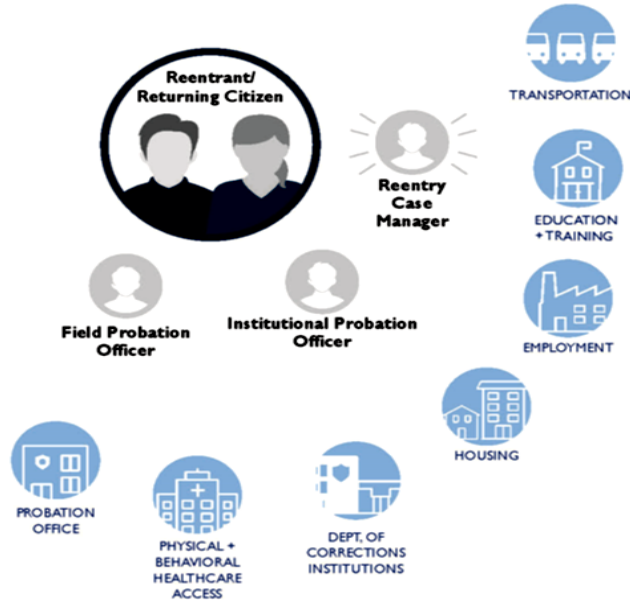 Reentrant/
Returning Citizen
TRANSPORTATION
Reentry
Case
Manager
EDUCATION
+ TRAINING
Field Probation
Officer
Institutional Probation
Officer
EMPLOYMENT
HOUSING
PROBATION
OFFICE
PHYSICAL +
BEHAVIORAL
HEALTHCARE
ACCESS
DEPT. OF
CORRECTIONS
INSTITUTIONS